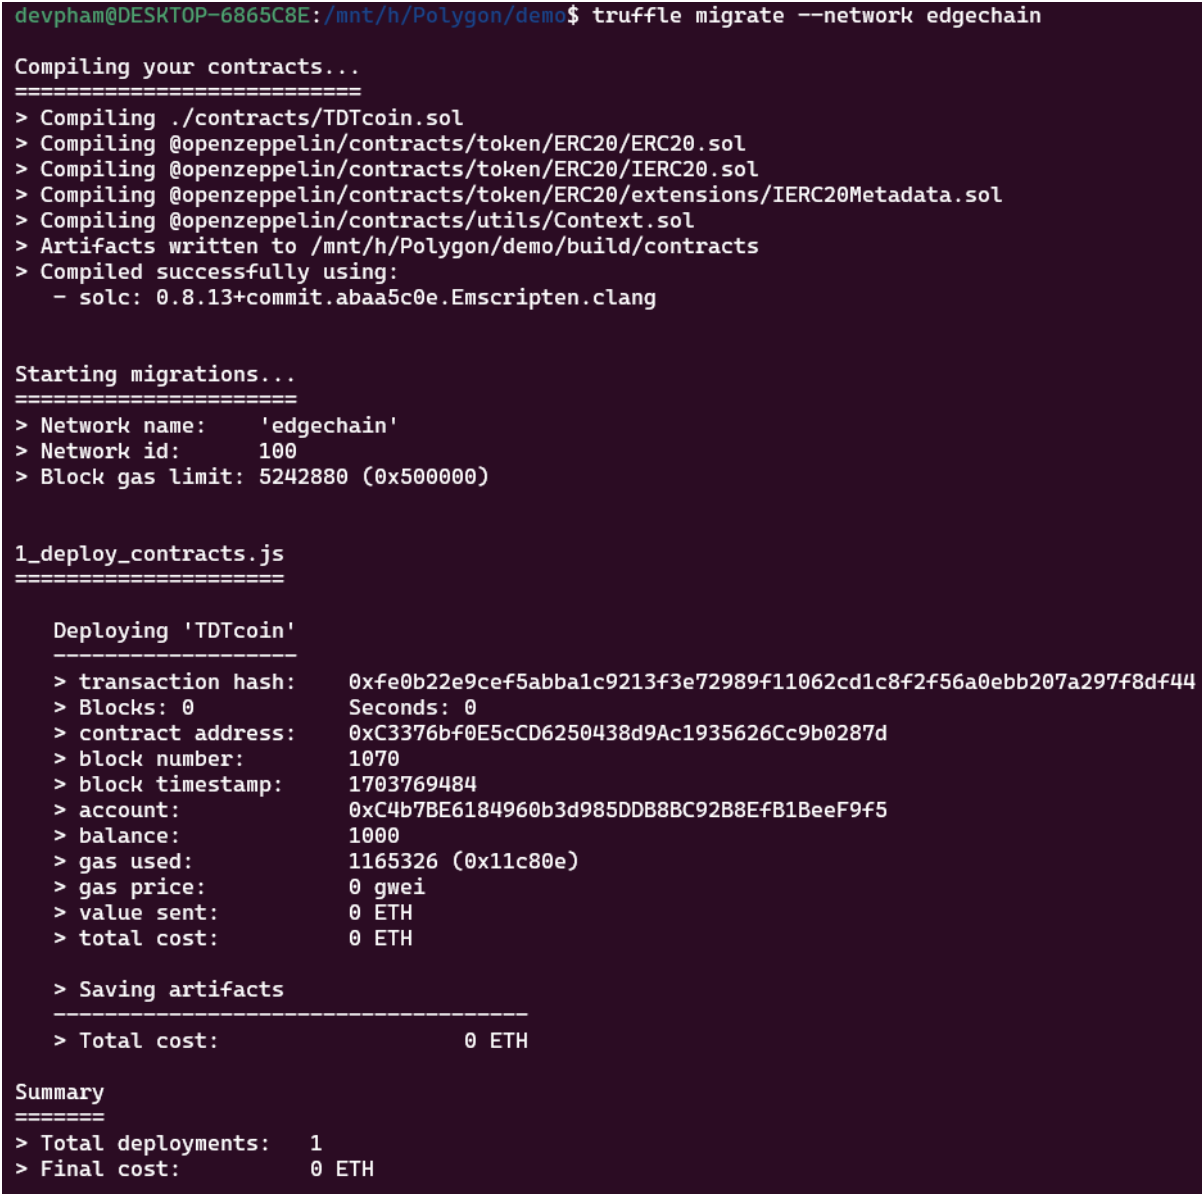 devpham@DESKTOP-6865C8E:/mnt/h/Polygon/demo$ truffle migrate --network edgechain
Compiling your contracts...
===========================
> Compiling ./contracts/TDTcoin.sol
> Compiling @openzeppelin/contracts/token/ERC20/ERC20.sol
> Compiling @openzeppelin/contracts/token/ERC20/IERC20.sol
> Compiling @openzeppelin/contracts/token/ERC20/extensions/IERC20Metadata.sol
> Compiling @openzeppelin/contracts/utils/Context.sol
> Artifacts written to /mnt/h/Polygon/demo/build/contracts
> Compiled successfully using:
   - solc: 0.8.13+commit.abaa5c0e.Emscripten.clang
Starting migrations...
======================
> Network name:    'edgechain'
> Network id:      100
> Block gas limit: 5242880 (0x500000)
1_deploy_contracts.js
=====================
   Deploying 'TDTcoin'
   -------------------
   > transaction hash:    0xfe0b22e9cef5abba1c9213f3e72989f11062cd1c8f2f56a0ebb207a297f8df44
   > Blocks: 0            Seconds: 0
   > contract address:    0xC3376bf0E5cCD6250438d9Ac1935626Cc9b0287d
   > block number:        1070
   > block timestamp:     1703769484
   > account:             0xC4b7BE6184960b3d985DDB8BC92B8EfB1BeeF9f5
   > balance:             1000
   > gas used:            1165326 (0x11c80e)
   > gas price:           0 gwei
   > value sent:          0 ETH
   > total cost:          0 ETH
   > Saving artifacts
   -------------------------------------
   > Total cost:                   0 ETH
Summary
=======
> Total deployments:   1
> Final cost:          0 ETH